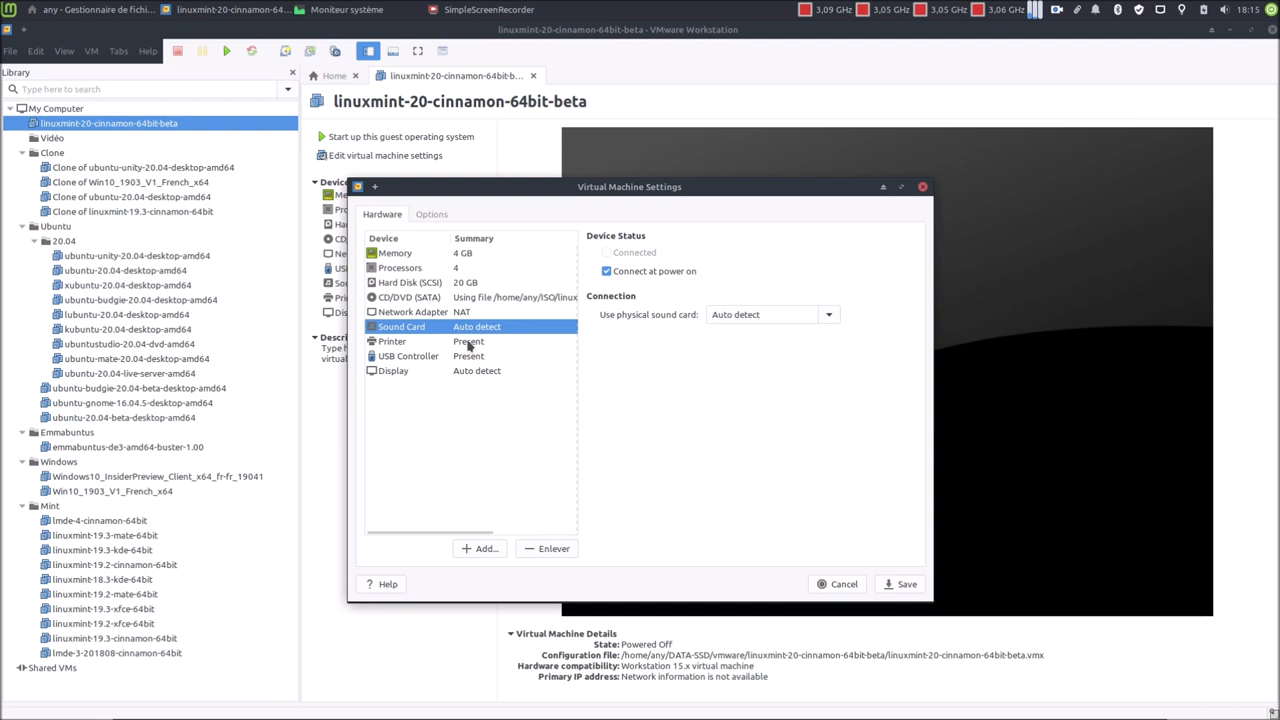 any - Gestionnaire de fichi...
linuxmint-20-cinnamon-64...
Moniteur système
SimpleScreenRecorder
3,09 GHz
3,05 GHz
3,05 GHz
3,06 GHz
18:15
linuxmint-20-cinnamon-64bit-beta - VMware Workstation
File Edit View VM Tabs Help
Library
Type here to search
Home
linuxmint-20-cinnamon-64bit-b...
My Computer
linuxmint-20-cinnamon-64bit-beta
Vidéo
Clone
Clone of ubuntu-unity-20.04-desktop-amd64
Clone of Win10_1903_V1_French_x64
Clone of ubuntu-20.04-desktop-amd64
Clone of linuxmint-19.3-cinnamon-64bit
Ubuntu
20.04
ubuntu-unity-20.04-desktop-amd64
ubuntu-20.04-desktop-amd64
xubuntu-20.04-desktop-amd64
ubuntu-budgie-20.04-desktop-amd64
lubuntu-20.04-desktop-amd64
kubuntu-20.04-desktop-amd64
ubuntustudio-20.04-dvd-amd64
ubuntu-mate-20.04-desktop-amd64
ubuntu-20.04-live-server-amd64
ubuntu-budgie-20.04-beta-desktop-amd64
ubuntu-gnome-16.04.5-desktop-amd64
ubuntu-20.04-beta-desktop-amd64
Emmabuntus
emmabuntus-de3-amd64-buster-1.00
Windows
Windows10_InsiderPreview_Client_x64_fr-fr_19041
Win10_1903_V1_French_x64
Mint
lmde-4-cinnamon-64bit
linuxmint-19.3-mate-64bit
linuxmint-19.3-kde-64bit
linuxmint-19.2-cinnamon-64bit
linuxmint-18.3-kde-64bit
linuxmint-19.2-mate-64bit
linuxmint-19.3-xfce-64bit
linuxmint-19.2-xfce-64bit
linuxmint-19.3-cinnamon-64bit
lmde-3-201808-cinnamon-64bit
Shared VMs
linuxmint-20-cinnamon-64bit-beta
Start up this guest operating system
Edit virtual machine settings
Device
Me
Pro
Ha
CD/
Ne
USB
Sou
Prin
Dis
Descri
Type h
virtual
Virtual Machine Settings
Hardware Options
Device Summary
Memory 4 GB
Processors 4
Hard Disk (SCSI) 20 GB
CD/DVD (SATA) Using file /home/any/ISO/linux
Network Adapter NAT
Sound Card Auto detect
Printer Present
USB Controller Present
Display Auto detect
Add... Enlever
Device Status
Connected
Connect at power on
Connection
Use physical sound card: Auto detect
Help Cancel Save
Virtual Machine Details
State: Powered Off
Configuration file: /home/any/DATA-SSD/vmware/linuxmint-20-cinnamon-64bit-beta/linuxmint-20-cinnamon-64bit-beta.vmx
Hardware compatibility: Workstation 15.x virtual machine
Primary IP address: Network information is not available